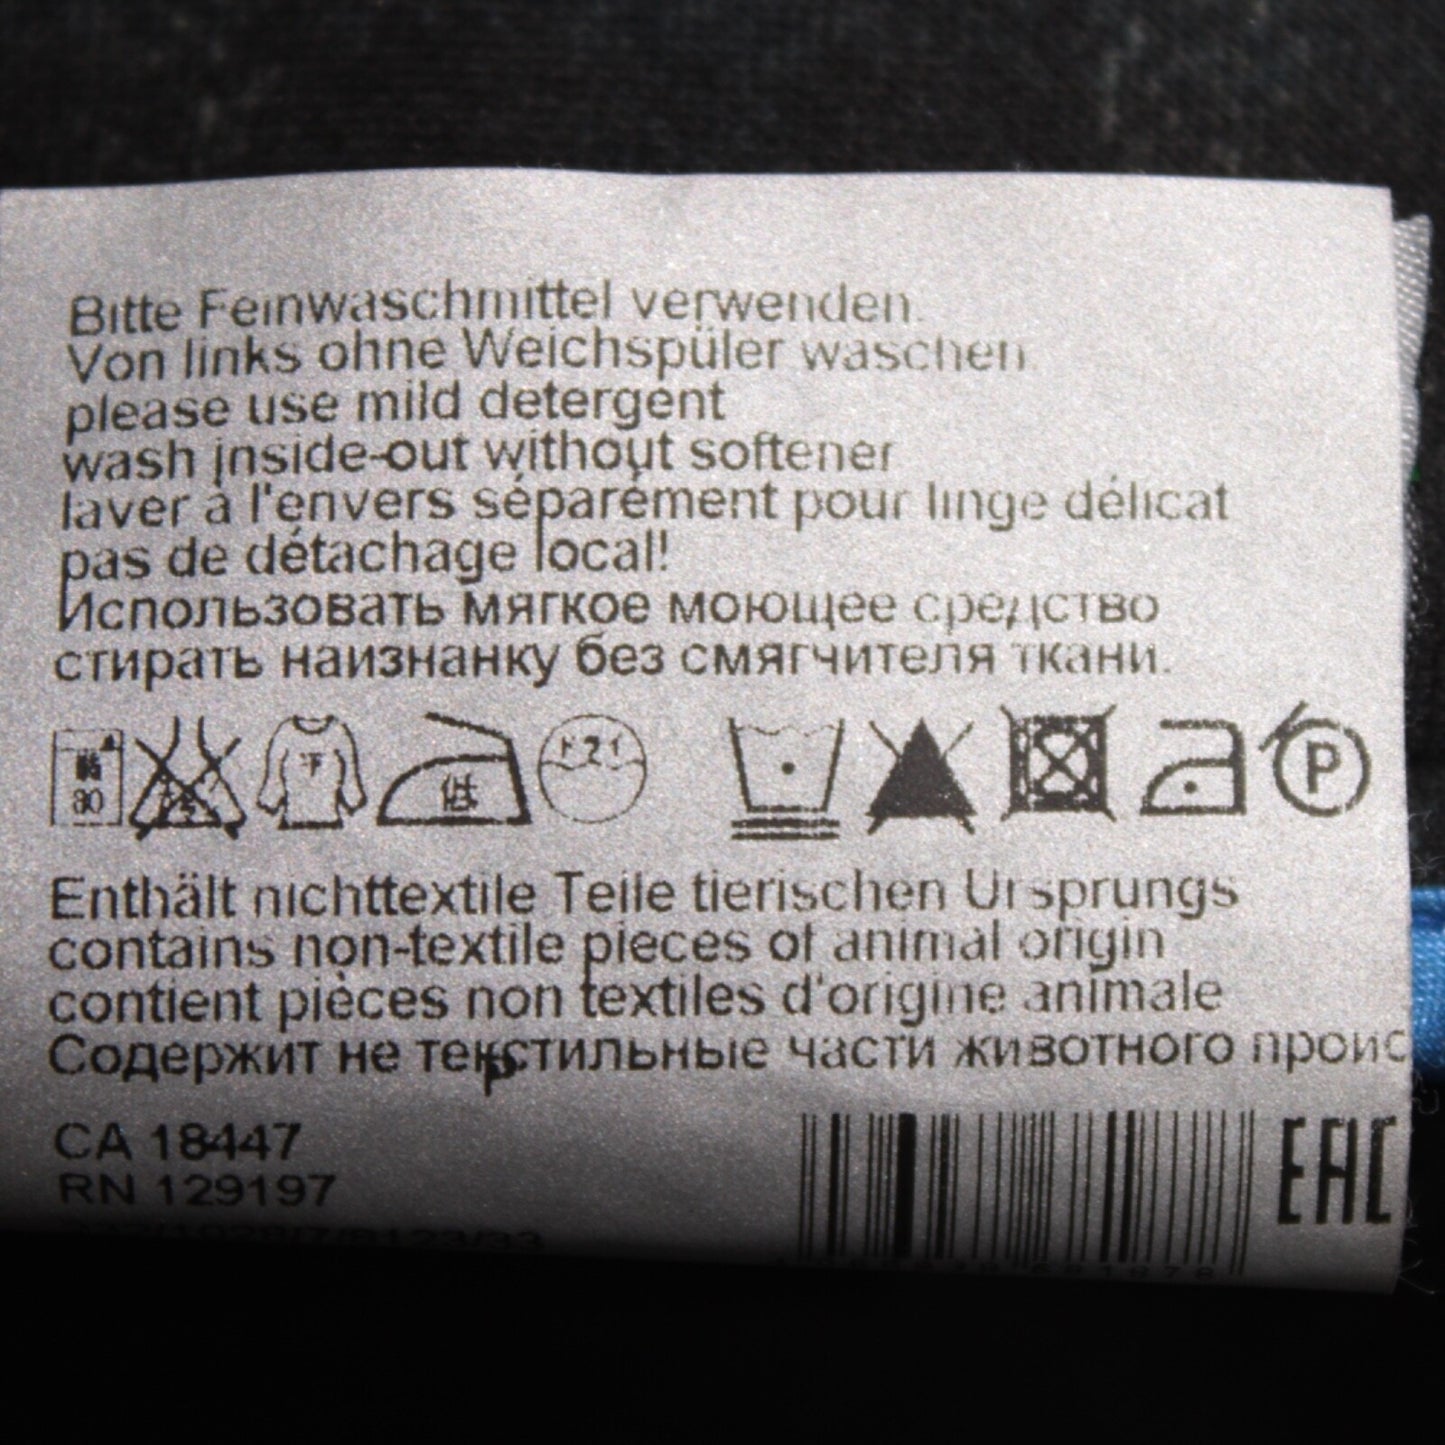 Bitte Feinwaschmittel verwenden.
Von links ohne Weichspüler waschen.
please use mild detergent
wash inside-out without softener
laver à l'envers séparément pour linge délicat
pas de détachage local!
Использовать мягкое моющее средство
стирать наизнанку без смягчителя ткани.
P
Enthält nichttextile Teile tierischen Ursprungs
contains non-textile pieces of animal origin
contient pièces non textiles d'origine animale
Содержит не текстильные части животного проис
CA 18447
RN 129197
EAC